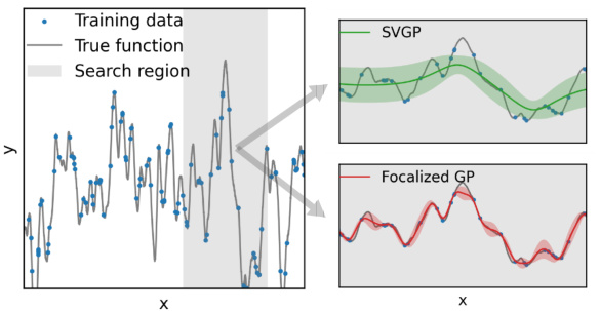 Training data
True function
Search region
y
x
SVGP
Focalized GP
x